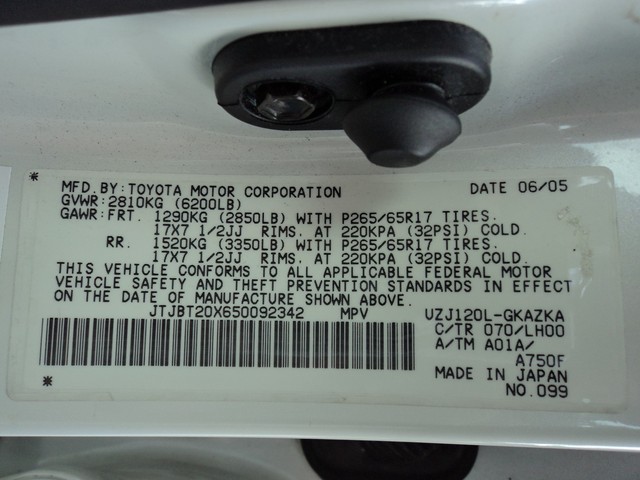 *
MFD.BY:TOYOTA MOTOR CORPORATION DATE 06/05
GVWR:2810KG (6200LB)
GAWR:FRT. 1290KG (2850LB) WITH P265/65R17 TIRES.
17X7 1/2JJ RIMS. AT 220KPA (32PSI) COLD.
RR. 1520KG (3350LB) WITH P265/65R17 TIRES.
17X7 1/2JJ RIMS. AT 220KPA (32PSI) COLD.
THIS VEHICLE CONFORMS TO ALL APPLICABLE FEDERAL MOTOR
VEHICLE SAFETY AND THEFT PREVENTION STANDARDS IN EFFECT
ON THE DATE OF MANUFACTURE SHOWN ABOVE.
JTJBT20X650092342 MPV UZJ120L-GKAZKA
C/TR 070/LH00
A/TM A01A/
A750F
MADE IN JAPAN
* NO.099